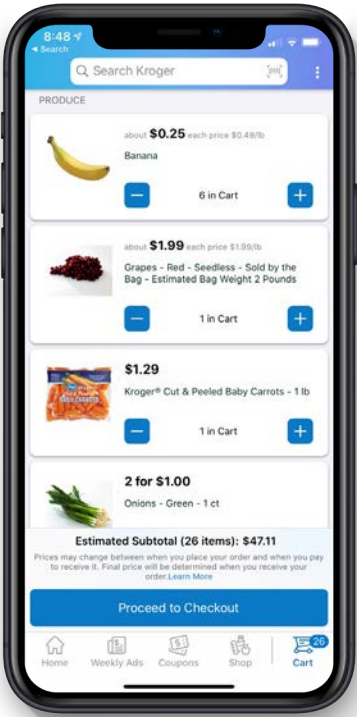 8:48
Search
Search Kroger
PRODUCE
about $0.25 each price $0.49/lb
Banana
6 in Cart
about $1.99 each price $1.99/lb
Grapes - Red - Seedless - Sold by the
Bag - Estimated Bag Weight 2 Pounds
1 in Cart
$1.29
Kroger® Cut & Peeled Baby Carrots - 1 lb
1 in Cart
2 for $1.00
Onions - Green - 1 ct
Estimated Subtotal (26 items): $47.11
Prices may change between when you place your order and when you pay
to receive it. Final price will be determined when you receive your
order.Learn More
Proceed to Checkout
26
Home
Weekly Ads
Coupons
Shop
Cart